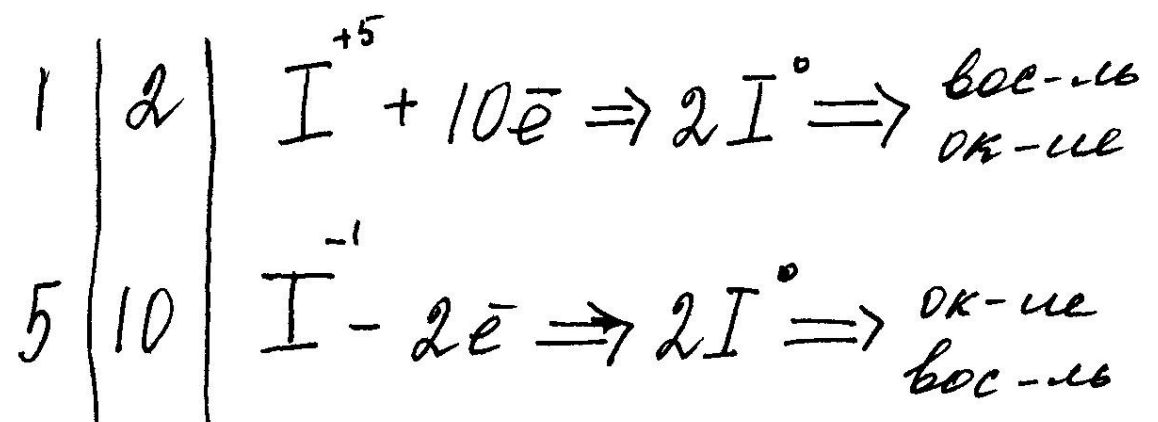 1 | 2 | I⁺⁵ + 10ē ⇒ 2I⁰ ⇒ вос-ль
ок-ие
5 | 10 | I⁻¹ - 2ē ⇒ 2I⁰ ⇒ ок-ие
вос-ль